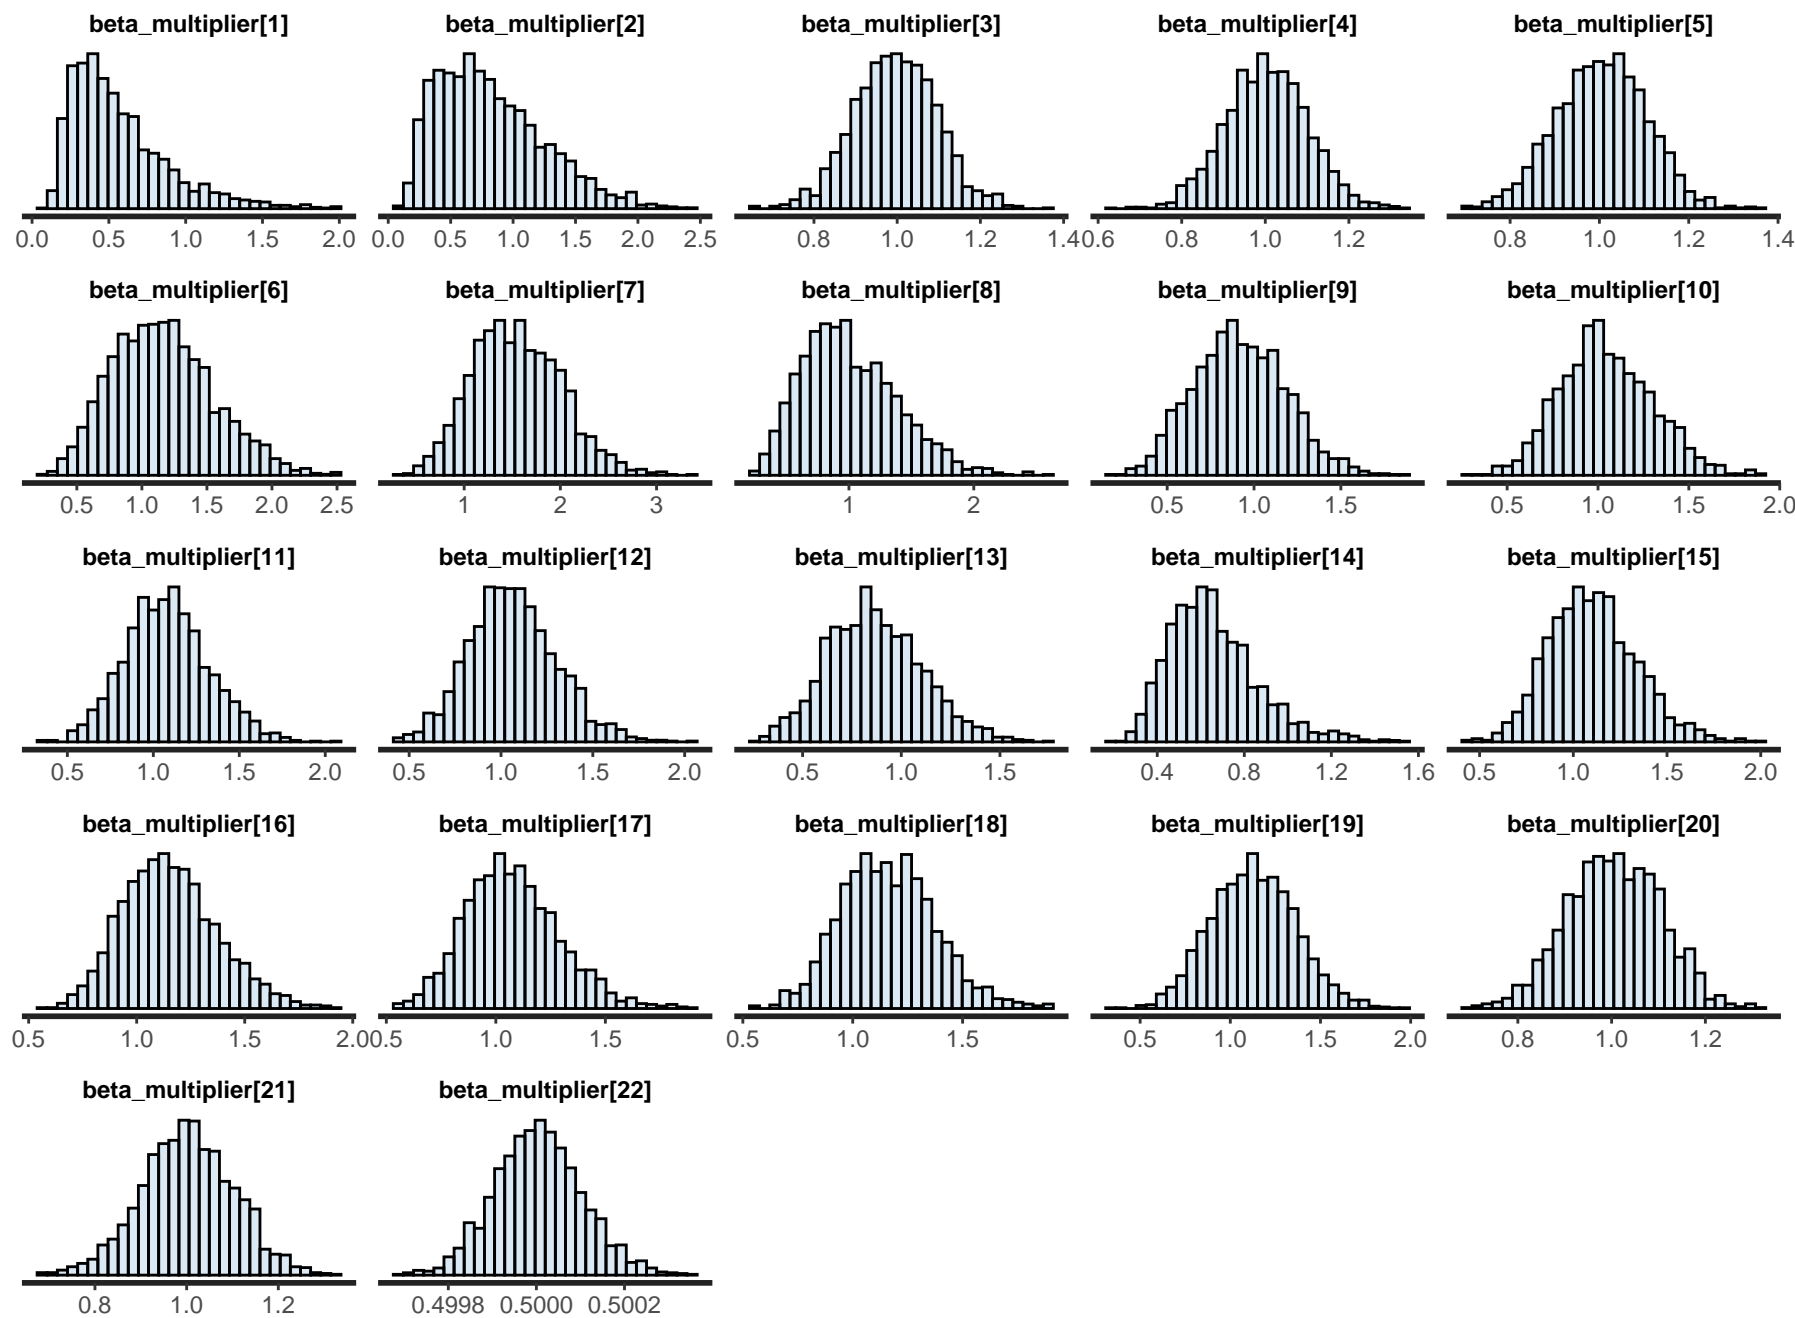 beta_multiplier[1] beta_multiplier[2] beta_multiplier[3] beta_multiplier[4] beta_multiplier[5]
0.0 0.5 1.0 1.5 2.0 0.0 0.5 1.0 1.5 2.0 2.5 0.8 1.0 1.2 1.4 0.6 0.8 1.0 1.2 0.8 1.0 1.2 1.4
beta_multiplier[6] beta_multiplier[7] beta_multiplier[8] beta_multiplier[9] beta_multiplier[10]
0.5 1.0 1.5 2.0 2.5 1 2 3 1 2 0.5 1.0 1.5 0.5 1.0 1.5 2.0
beta_multiplier[11] beta_multiplier[12] beta_multiplier[13] beta_multiplier[14] beta_multiplier[15]
0.5 1.0 1.5 2.0 0.5 1.0 1.5 2.0 0.5 1.0 1.5 0.4 0.8 1.2 1.6 0.5 1.0 1.5 2.0
beta_multiplier[16] beta_multiplier[17] beta_multiplier[18] beta_multiplier[19] beta_multiplier[20]
0.5 1.0 1.5 2.0 0.5 1.0 1.5 0.5 1.0 1.5 0.5 1.0 1.5 2.0 0.8 1.0 1.2
beta_multiplier[21] beta_multiplier[22]
0.8 1.0 1.2 0.4998 0.5000 0.5002